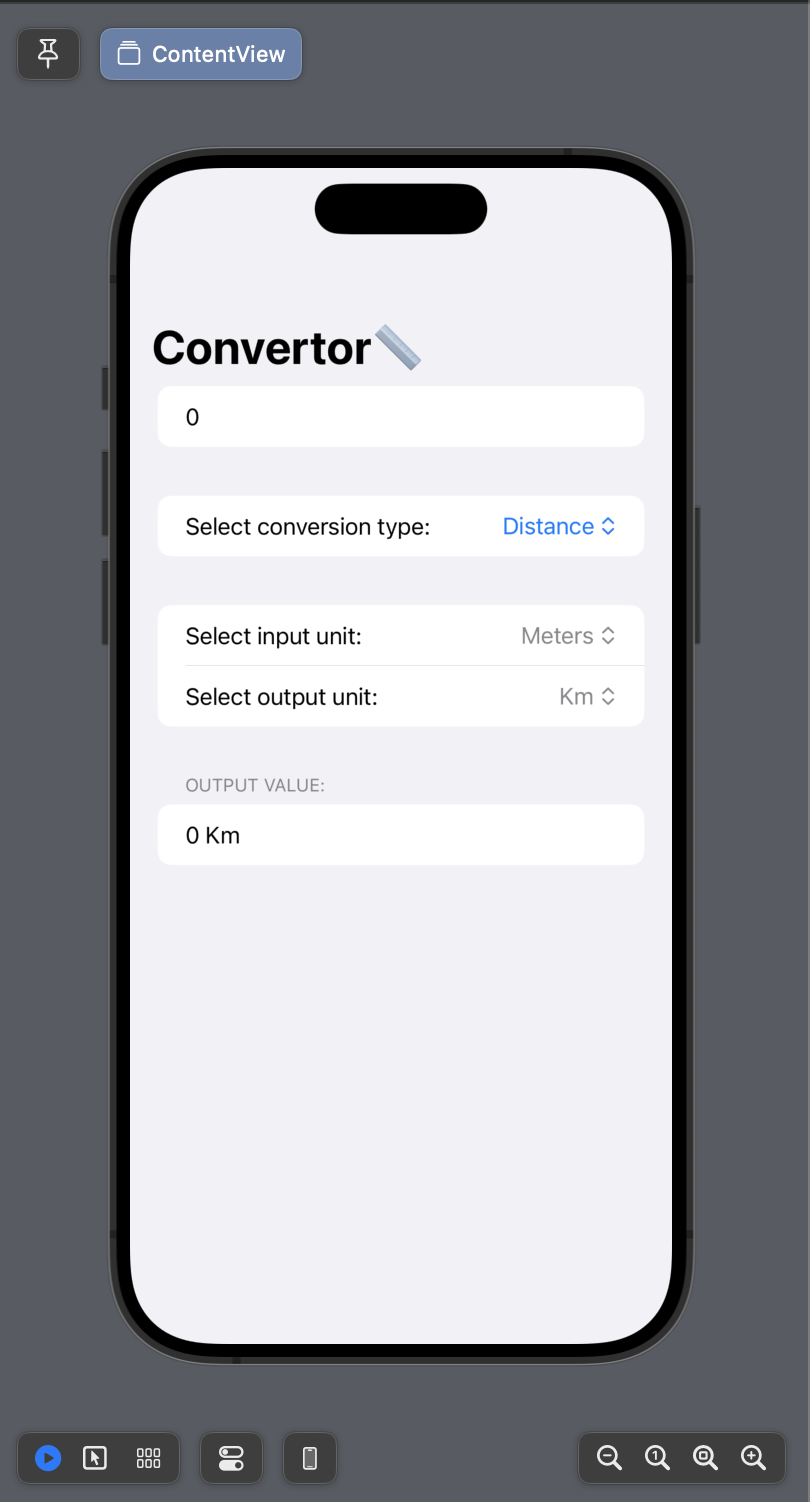 ContentView
Convertor📏
0
Select conversion type: Distance
Select input unit: Meters
Select output unit: Km
OUTPUT VALUE:
0 Km
1